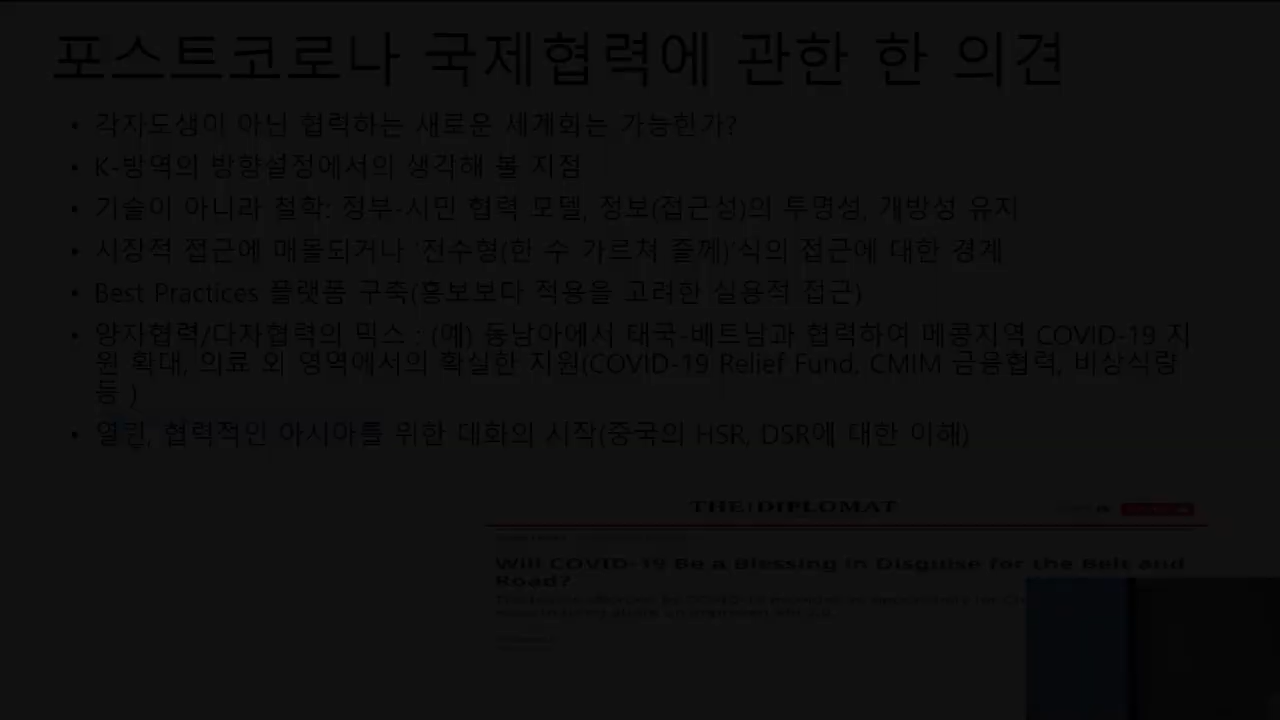 포스트코로나 국제협력에 관한 한 의견
• 각자도생이 아닌 협력하는 새로운 세계화는 가능한가?
• K-방역의 방향설정에서의 생각해 볼 지점
• 기술이 아니라 철학: 정부-시민 협력 모델, 정보(접근성)의 투명성, 개방성 유지
• 시장적 접근에 매몰되거나 '전수형(한 수 가르쳐 줄께)'식의 접근에 대한 경계
• Best Practices 플랫폼 구축(홍보보다 적용을 고려한 실용적 접근)
• 양자협력/다자협력의 믹스 : (예) 동남아에서 태국-베트남과 협력하여 메콩지역 COVID-19 지
원 확대, 의료 외 영역에서의 확실한 지원(COVID-19 Relief Fund, CMIM 금융협력, 비상식량
등 )
• 열린, 협력적인 아시아를 위한 대화의 시작(중국의 HSR, DSR에 대한 이해)
THE DIPLOMAT
Will COVID-19 Be a Blessing in Disguise for the Belt and
Road?